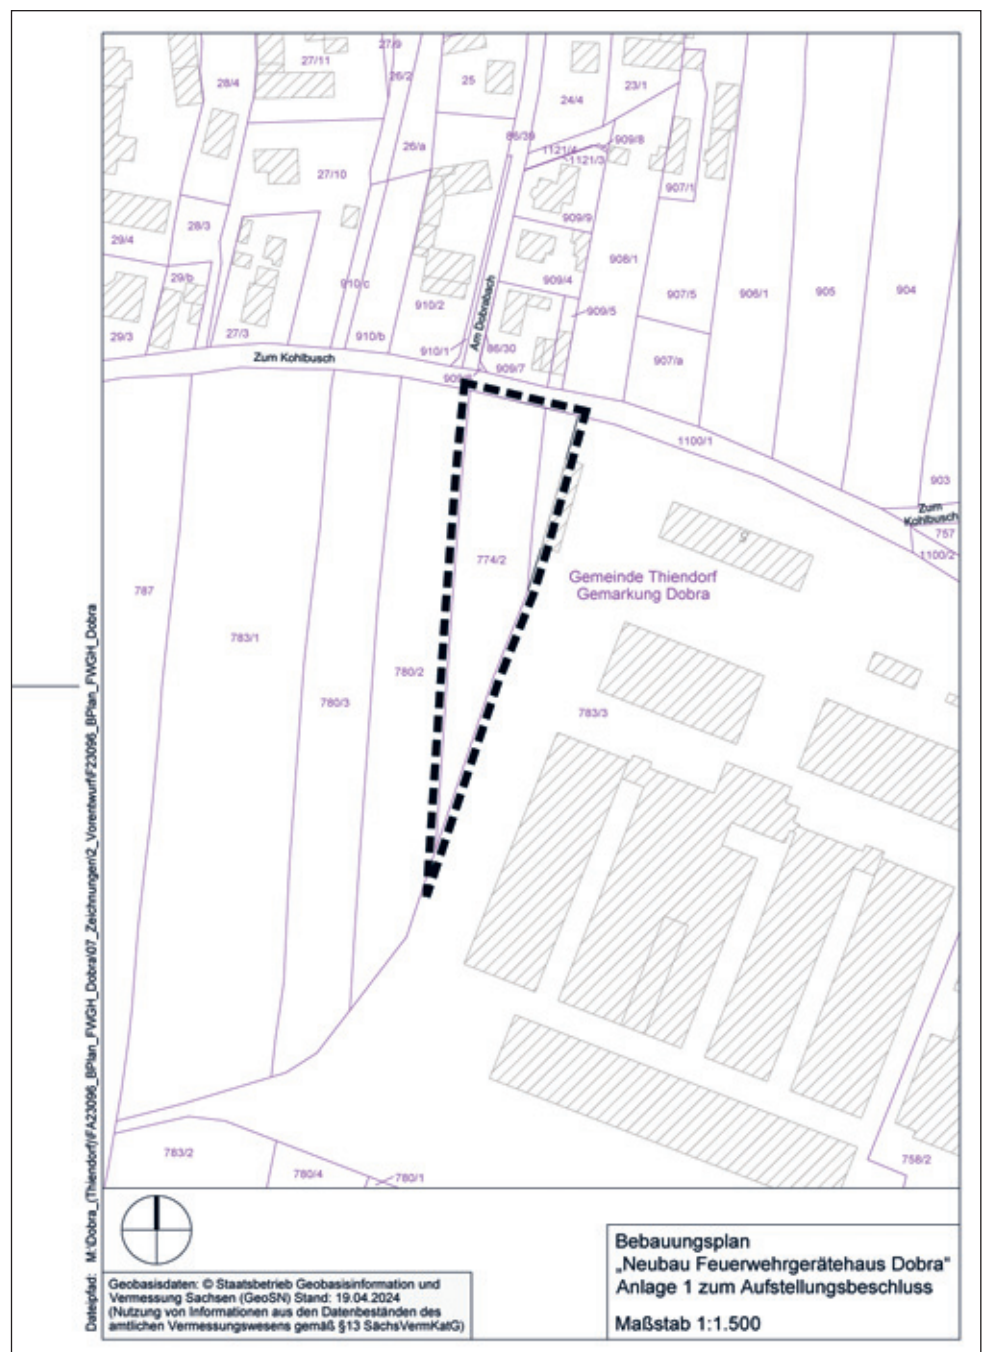 27/9
27/11
26/2
28/4
25
23/1
24/4
86/39
909/8
1121/4
1121/3
26/a
27/10
907/1
28/3
909/9
29/4
908/1
29/b
910/c
909/4
907/5
906/1
905
904
910/2
Am Dobrabach
909/5
29/3
27/3
910/b
910/1
86/30
Zum Kohlbusch
909/7
907/a
1100/1
903
Zum
Kohlbusch
757
1100/2
774/2
Gemeinde Thiendorf
Gemarkung Dobra
5
787
783/1
780/2
780/3
783/3
783/2
780/4
780/1
758/2
Dateipfad: M:\Dobra_(Thiendorf)\FA23096_BPlan_FWGH_Dobra\07_Zeichnungen\2_Vorentwurf\F23096_BPlan_FWGH_Dobra
Geobasisdaten: © Staatsbetrieb Geobasisinformation und
Vermessung Sachsen (GeoSN) Stand: 19.04.2024
(Nutzung von Informationen aus den Datenbeständen des
amtlichen Vermessungswesens gemäß §13 SächsVermKatG)
Bebauungsplan
„Neubau Feuerwehrgerätehaus Dobra“
Anlage 1 zum Aufstellungsbeschluss
Maßstab 1:1.500